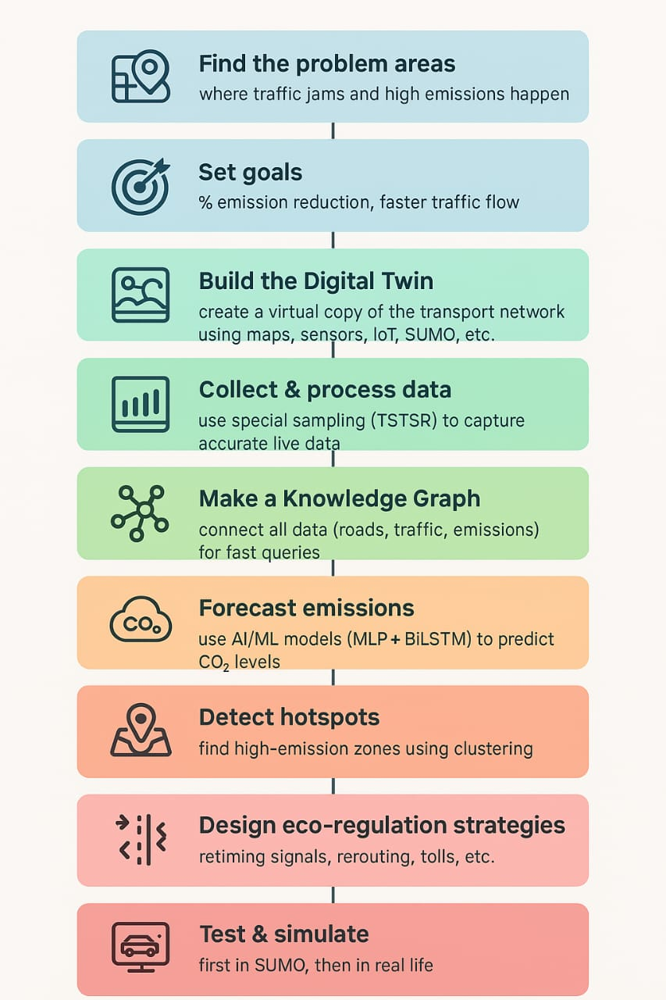 Find the problem areas
where traffic jams and high emissions happen
Set goals
% emission reduction, faster traffic flow
Build the Digital Twin
create a virtual copy of the transport network
using maps, sensors, IoT, SUMO, etc.
Collect & process data
use special sampling (TSTSR) to capture
accurate live data
Make a Knowledge Graph
connect all data (roads, traffic, emissions)
for fast queries
CO₀
Forecast emissions
use AI/ML models (MLP + BiLSTM) to predict
CO₂ levels
Detect hotspots
find high-emission zones using clustering
Design eco-regulation strategies
retiming signals, rerouting, tolls, etc.
Test & simulate
first in SUMO, then in real life